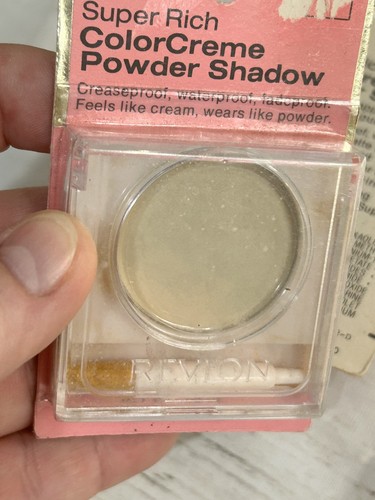 Super Rich
ColorCreme
Powder Shadow
Creaseproof, waterproof, fadeproof.
Feels like cream, wears like powder.
REVLON